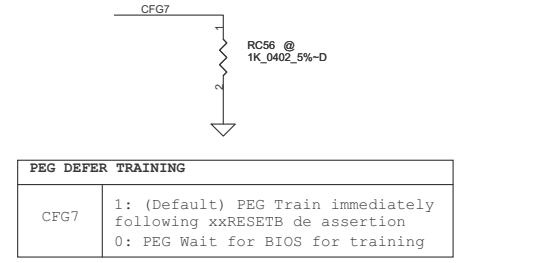 CFG7
1
RC56 @
1K_0402_5%~D
2
PEG DEFER TRAINING
CFG7
1: (Default) PEG Train immediately
following xxRESETB de assertion
0: PEG Wait for BIOS for training